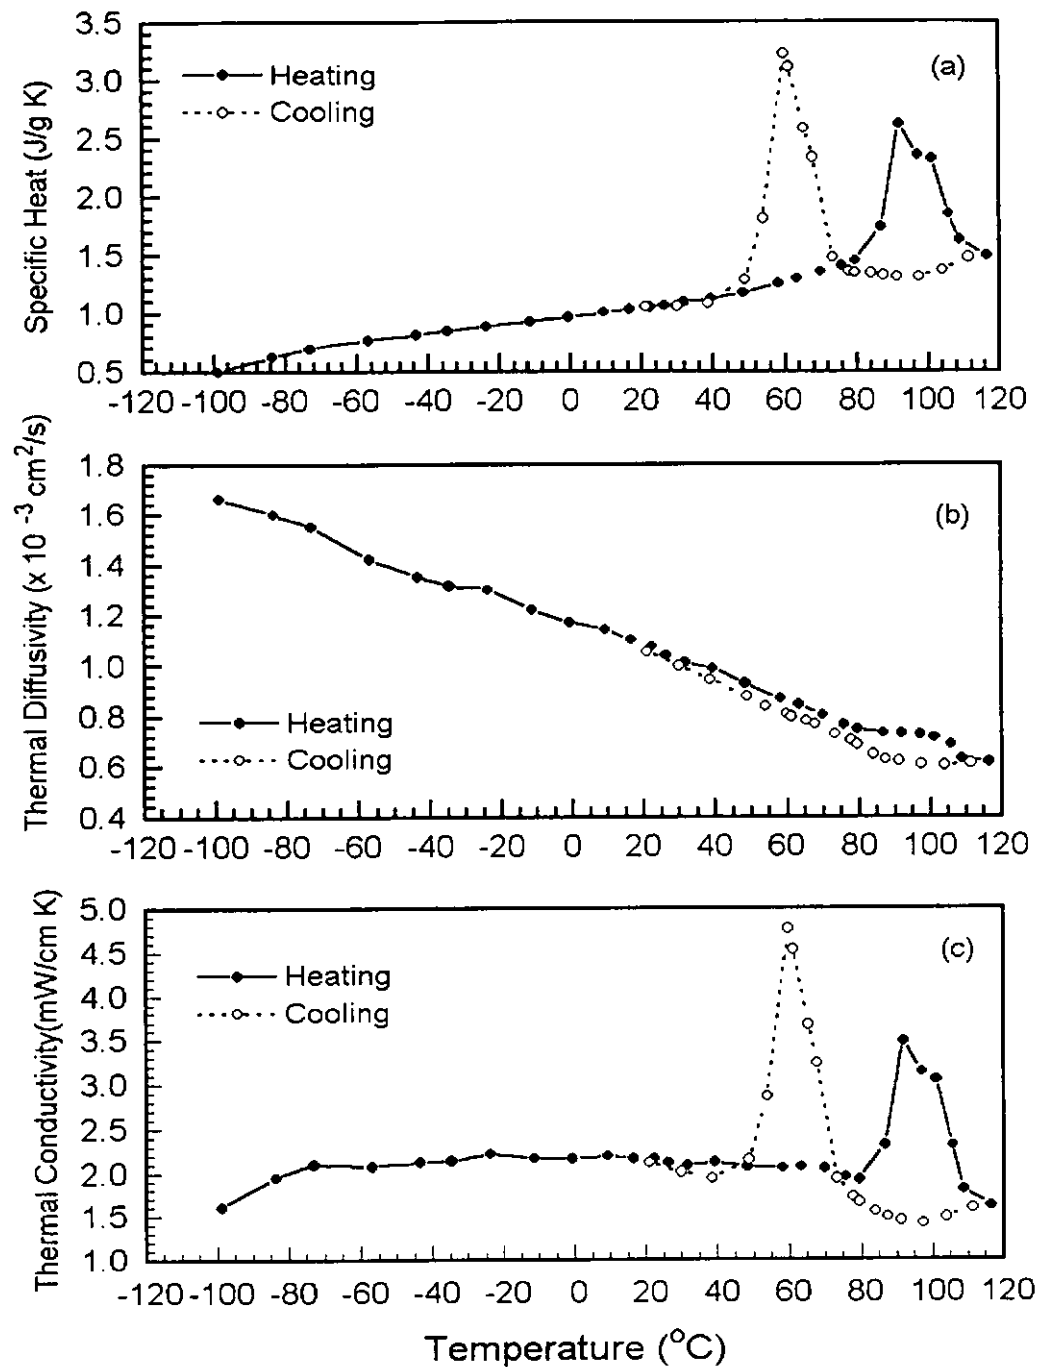 3.5
3.0
2.5
2.0
1.5
1.0
0.5
Specific Heat (J/g K)
Heating
Cooling
(a)
-120 -100 -80 -60 -40 -20 0 20 40 60 80 100 120
1.8
1.6
1.4
1.2
1.0
0.8
0.6
0.4
Thermal Diffusivity (x 10 ⁻³ cm²/s)
(b)
Heating
Cooling
-120 -100 -80 -60 -40 -20 0 20 40 60 80 100 120
5.0
4.5
4.0
3.5
3.0
2.5
2.0
1.5
1.0
Thermal Conductivity(mW/cm K)
Heating
Cooling
(c)
-120 -100 -80 -60 -40 -20 0 20 40 60 80 100 120
Temperature (°C)